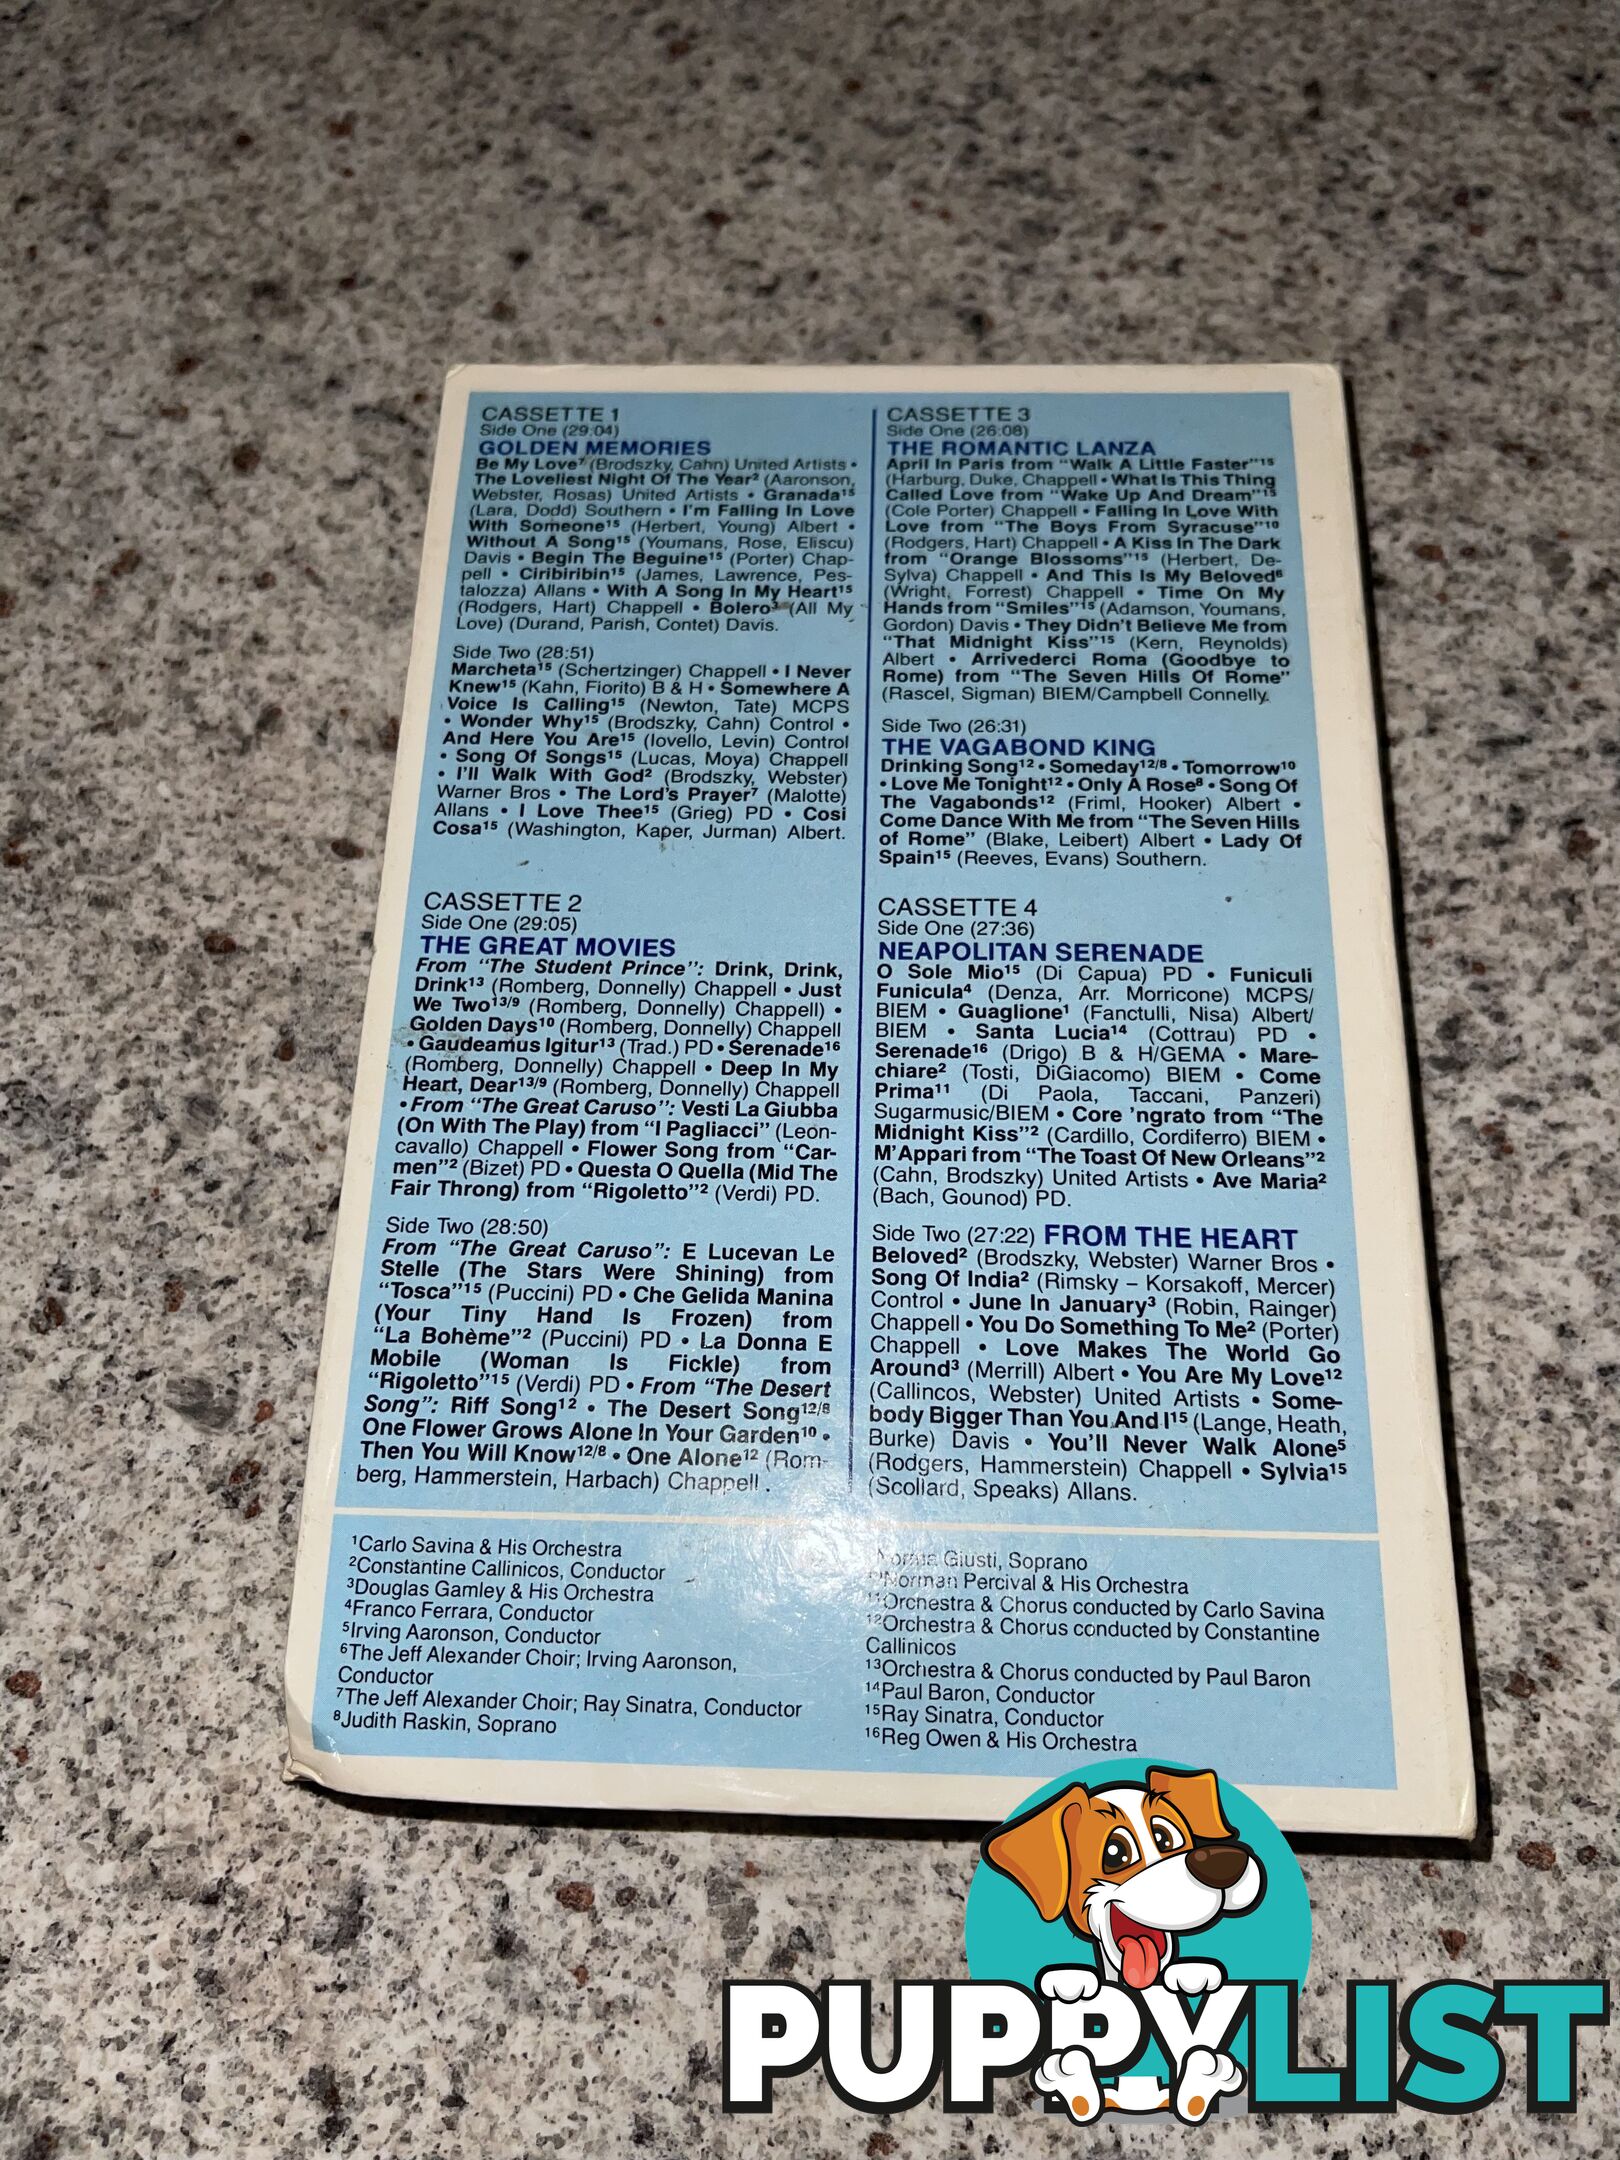 CASSETTE 1
Side One (29:04)
GOLDEN MEMORIES
Be My Love⁷ (Brodszky, Cahn) United Artists •
The Loveliest Night Of The Year² (Aaronson,
Webster, Rosas) United Artists • Granada¹⁵
(Lara, Dodd) Southern • I'm Falling In Love
With Someone¹⁵ (Herbert, Young) Albert •
Without A Song¹⁵ (Youmans, Rose, Eliscu)
Davis • Begin The Beguine¹⁵ (Porter) Chap-
pell • Ciribiribin¹⁵ (James, Lawrence, Pes-
talozza) Allans • With A Song In My Heart¹⁵
(Rodgers, Hart) Chappell • Bolero³ (All My
Love) (Durand, Parish, Contet) Davis.
Side Two (28:51)
Marcheta¹⁵ (Schertzinger) Chappell • I Never
Knew¹⁵ (Kahn, Fiorito) B & H • Somewhere A
Voice Is Calling¹⁵ (Newton, Tate) MCPS
• Wonder Why¹⁵ (Brodszky, Cahn) Control •
And Here You Are¹⁵ (Iovello, Levin) Control
• Song Of Songs¹⁵ (Lucas, Moya) Chappell
• I'll Walk With God² (Brodszky, Webster)
Warner Bros • The Lord's Prayer⁷ (Malotte)
Allans • I Love Thee¹⁵ (Grieg) PD • Cosi
Cosa¹⁵ (Washington, Kaper, Jurman) Albert.
CASSETTE 2
Side One (29:05)
THE GREAT MOVIES
From "The Student Prince": Drink, Drink,
Drink¹³ (Romberg, Donnelly) Chappell • Just
We Two¹³/⁹ (Romberg, Donnelly) Chappell) •
Golden Days¹⁰ (Romberg, Donnelly) Chappell
• Gaudeamus Igitur¹³ (Trad.) PD • Serenade¹⁶
(Romberg, Donnelly) Chappell • Deep In My
Heart, Dear¹³/⁹ (Romberg, Donnelly) Chappell
• From "The Great Caruso": Vesti La Giubba
(On With The Play) from "I Pagliacci" (Leon-
cavallo) Chappell • Flower Song from "Car-
men"² (Bizet) PD • Questa O Quella (Mid The
Fair Throng) from "Rigoletto"² (Verdi) PD.
Side Two (28:50)
From "The Great Caruso": E Lucevan Le
Stelle (The Stars Were Shining) from
"Tosca"¹⁵ (Puccini) PD • Che Gelida Manina
(Your Tiny Hand Is Frozen) from
"La Bohème"² (Puccini) PD • La Donna E
Mobile (Woman Is Fickle) from
"Rigoletto"¹⁵ (Verdi) PD • From "The Desert
Song": Riff Song¹² • The Desert Song¹²/⁸
One Flower Grows Alone In Your Garden¹⁰ •
Then You Will Know¹²/⁸ • One Alone¹² (Rom-
berg, Hammerstein, Harbach) Chappell.
CASSETTE 3
Side One (26:08)
THE ROMANTIC LANZA
April In Paris from "Walk A Little Faster"¹⁵
(Harburg, Duke, Chappell • What Is This Thing
Called Love from "Wake Up And Dream"¹⁵
(Cole Porter) Chappell • Falling In Love With
Love from "The Boys From Syracuse"¹⁰
(Rodgers, Hart) Chappell • A Kiss In The Dark
from "Orange Blossoms"¹⁵ (Herbert, De-
Sylva) Chappell • And This Is My Beloved⁶
(Wright, Forrest) Chappell • Time On My
Hands from "Smiles"¹⁵ (Adamson, Youmans,
Gordon) Davis • They Didn't Believe Me from
"That Midnight Kiss"¹⁵ (Kern, Reynolds)
Albert • Arrivederci Roma (Goodbye to
Rome) from "The Seven Hills Of Rome"
(Rascel, Sigman) BIEM/Campbell Connelly.
Side Two (26:31)
THE VAGABOND KING
Drinking Song¹² • Someday¹²/⁸ • Tomorrow¹⁰
• Love Me Tonight¹² • Only A Rose⁸ • Song Of
The Vagabonds¹² (Friml, Hooker) Albert •
Come Dance With Me from "The Seven Hills
of Rome" (Blake, Leibert) Albert • Lady Of
Spain¹⁵ (Reeves, Evans) Southern.
CASSETTE 4
Side One (27:36)
NEAPOLITAN SERENADE
O Sole Mio¹⁵ (Di Capua) PD • Funiculi
Funicula⁴ (Denza, Arr. Morricone) MCPS/
BIEM • Guaglione¹ (Fanctulli, Nisa) Albert/
BIEM • Santa Lucia¹⁴ (Cottrau) PD •
Serenade¹⁶ (Drigo) B & H/GEMA • Mare-
chiare² (Tosti, DiGiacomo) BIEM • Come
Prima¹¹ (Di Paola, Taccani, Panzeri)
Sugarmusic/BIEM • Core 'ngrato from "The
Midnight Kiss"² (Cardillo, Cordiferro) BIEM •
M'Appari from "The Toast Of New Orleans"²
(Cahn, Brodszky) United Artists • Ave Maria²
(Bach, Gounod) PD.
Side Two (27:22) FROM THE HEART
Beloved² (Brodszky, Webster) Warner Bros •
Song Of India² (Rimsky – Korsakoff, Mercer)
Control • June In January³ (Robin, Rainger)
Chappell • You Do Something To Me² (Porter)
Chappell • Love Makes The World Go
Around³ (Merrill) Albert • You Are My Love¹²
(Callincos, Webster) United Artists • Some-
body Bigger Than You And I¹⁵ (Lange, Heath,
Burke) Davis • You'll Never Walk Alone⁵
(Rodgers, Hammerstein) Chappell • Sylvia¹⁵
(Scollard, Speaks) Allans.
¹Carlo Savina & His Orchestra
²Constantine Callinicos, Conductor
³Douglas Gamley & His Orchestra
⁴Franco Ferrara, Conductor
⁵Irving Aaronson, Conductor
⁶The Jeff Alexander Choir; Irving Aaronson,
Conductor
⁷The Jeff Alexander Choir; Ray Sinatra, Conductor
⁸Judith Raskin, Soprano
Norma Giusti, Soprano
¹⁰Norman Percival & His Orchestra
¹¹Orchestra & Chorus conducted by Carlo Savina
¹²Orchestra & Chorus conducted by Constantine
Callinicos
¹³Orchestra & Chorus conducted by Paul Baron
¹⁴Paul Baron, Conductor
¹⁵Ray Sinatra, Conductor
¹⁶Reg Owen & His Orchestra
PUPPYLIST